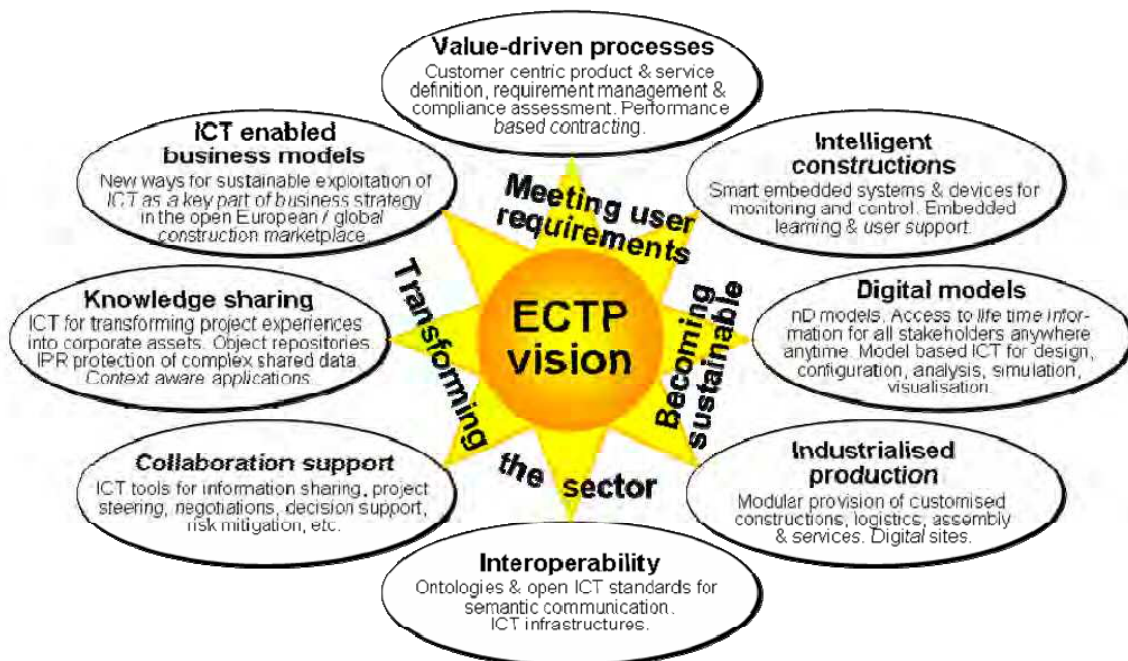 Value-driven processes
Customer centric product & service
definition, requirement management &
compliance assessment. Performance
based contracting.
ICT enabled
business models
New ways for sustainable exploitation of
ICT as a key part of business strategy
in the open European / global
construction marketplace.
Intelligent
constructions
Smart embedded systems & devices for
monitoring and control. Embedded
learning & user support.
Meeting user
requirements
Knowledge sharing
ICT for transforming project experiences
into corporate assets. Object repositories.
IPR protection of complex shared data.
Context aware applications.
Transforming
the sector
ECTP
vision
Becoming
sustainable
Digital models
nD models. Access to life time infor-
mation for all stakeholders anywhere
anytime. Model based ICT for design,
configuration, analysis, simulation,
visualisation.
Collaboration support
ICT tools for information sharing, project
steering, negotiations, decision support,
risk mitigation, etc.
Industrialised
production
Modular provision of customised
constructions, logistics, assembly
& services. Digital sites.
Interoperability
Ontologies & open ICT standards for
semantic communication.
ICT infrastructures.